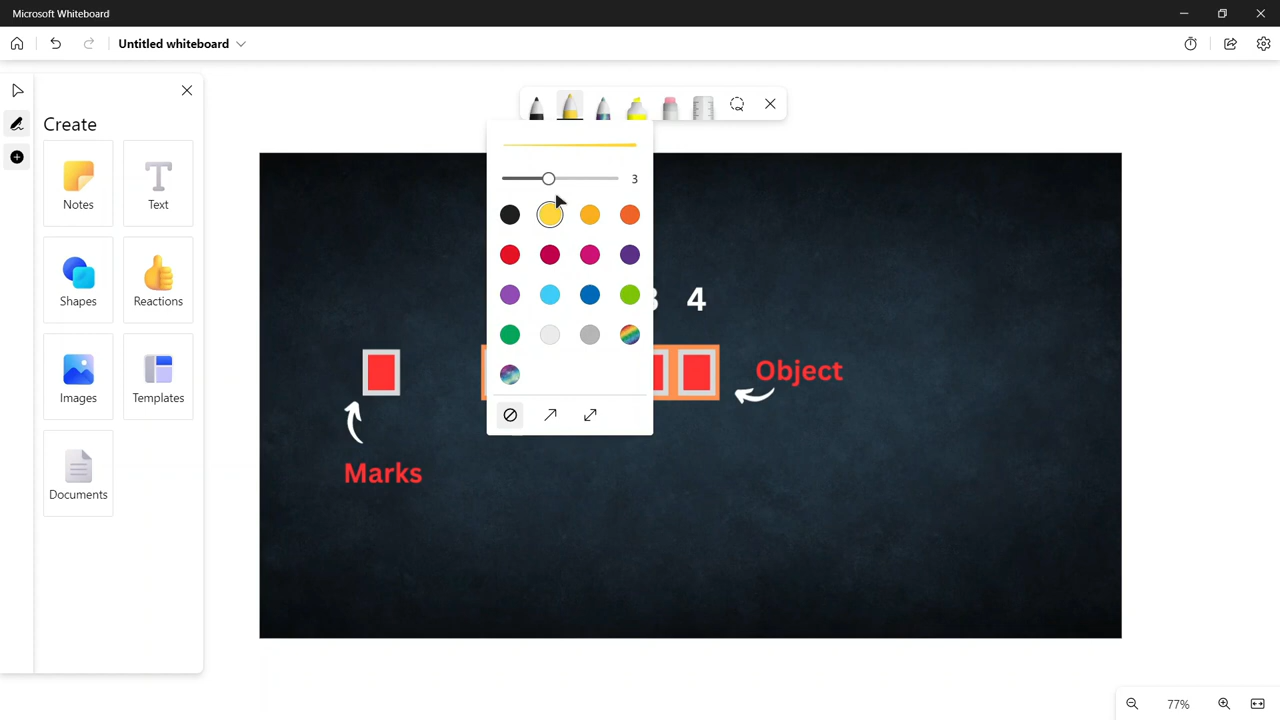 Microsoft Whiteboard
Untitled whiteboard
Create
Notes
Text
Shapes
Reactions
Images
Templates
Documents
3
4
Object
Marks
77%